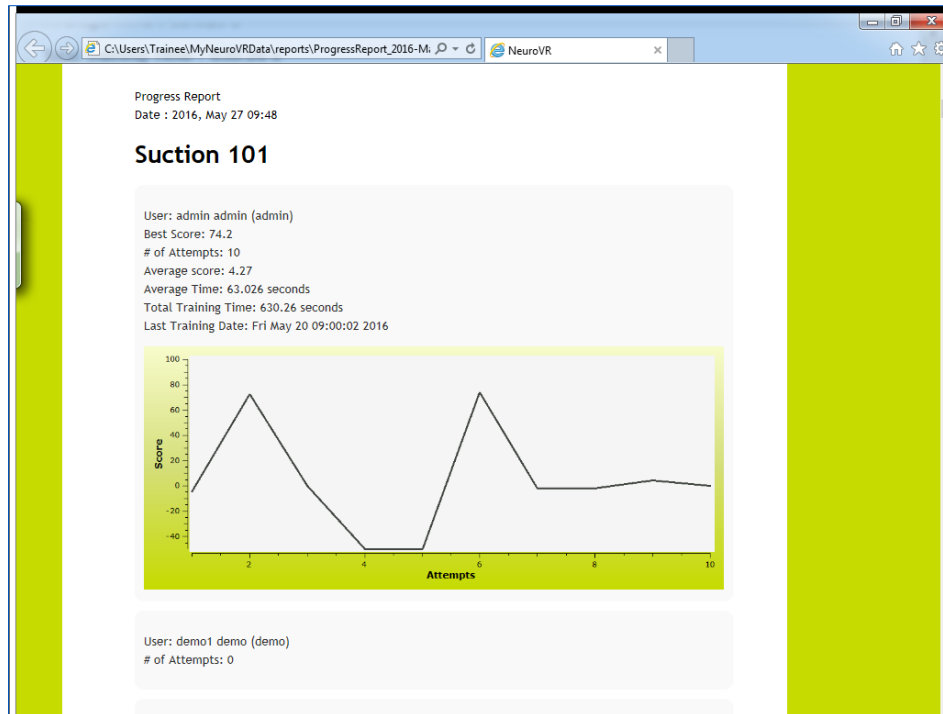 C:\Users\Trainee\MyNeuroVRData\reports\ProgressReport_2016-Ma
NeuroVR
Progress Report
Date : 2016, May 27 09:48
Suction 101
User: admin admin (admin)
Best Score: 74.2
# of Attempts: 10
Average score: 4.27
Average Time: 63.026 seconds
Total Training Time: 630.26 seconds
Last Training Date: Fri May 20 09:00:02 2016
100
80
60
40
20
0
-20
-40
Score
2
4
6
8
10
Attempts
User: demo1 demo (demo)
# of Attempts: 0